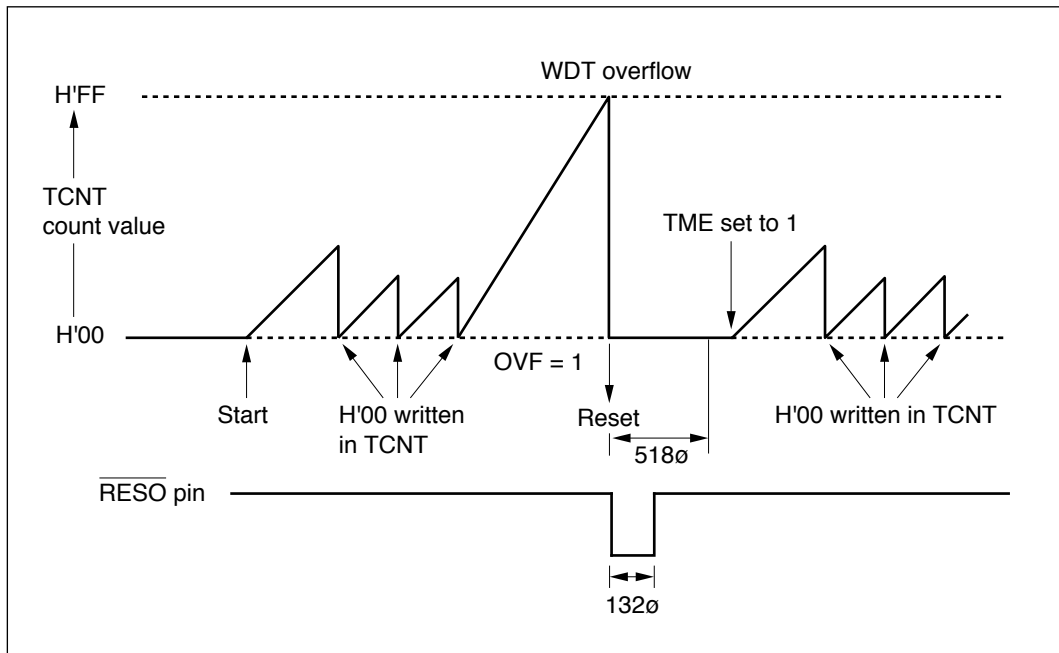 WDT overflow
H'FF
TCNT
count value
TME set to 1
H'00
OVF = 1
Start
H'00 written
in TCNT
Reset
H'00 written in TCNT
518ø
RESO pin
132ø